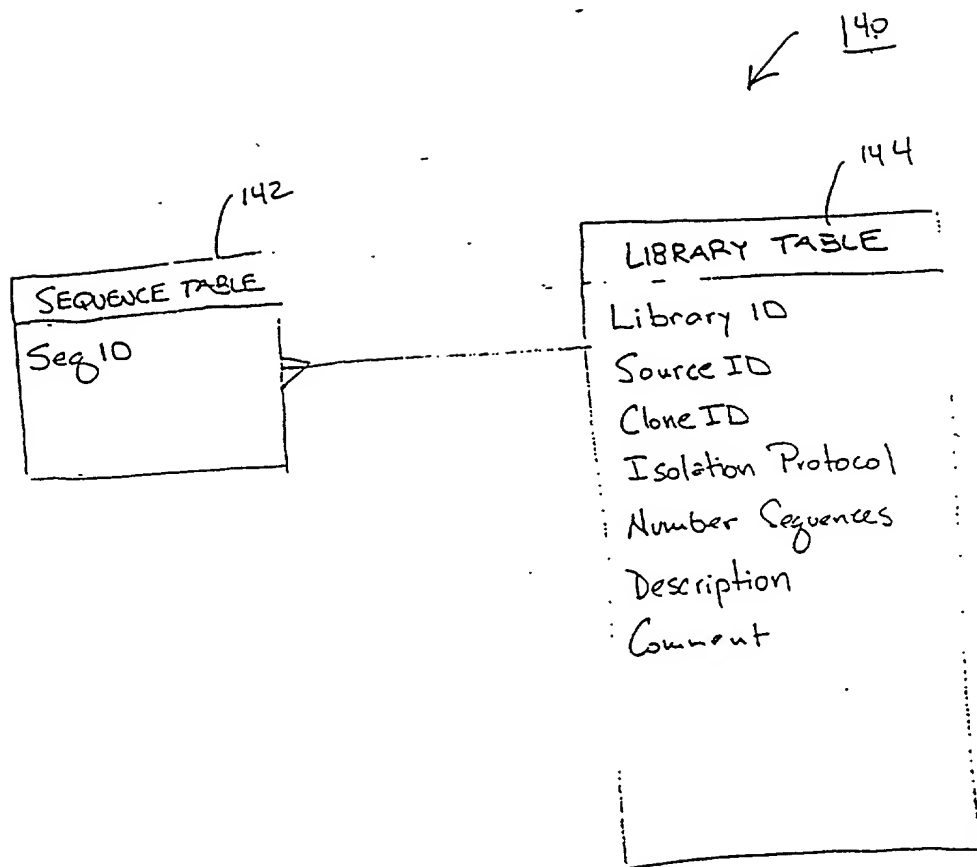 140
142
144
SEQUENCE TABLE
Seq ID
LIBRARY TABLE
Library ID
Source ID
Clone ID
Isolation Protocol
Number Sequences
Description
Comment